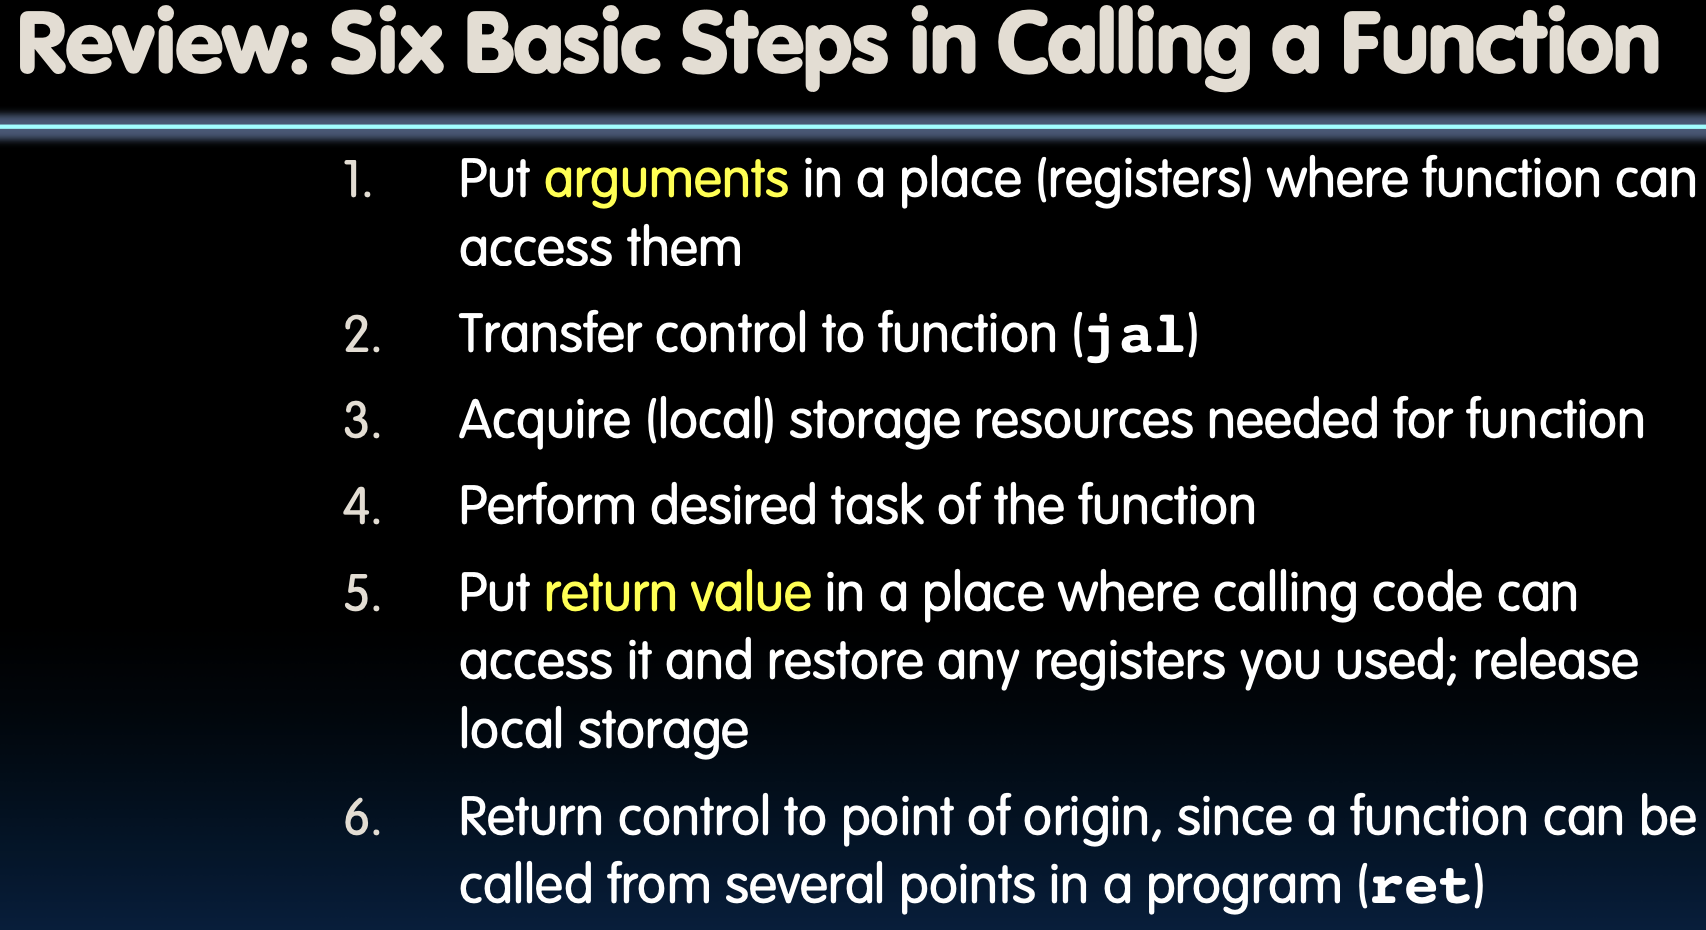 Review: Six Basic Steps in Calling a Function
1. Put arguments in a place (registers) where function can
access them
2. Transfer control to function (jal)
3. Acquire (local) storage resources needed for function
4. Perform desired task of the function
5. Put return value in a place where calling code can
access it and restore any registers you used; release
local storage
6. Return control to point of origin, since a function can be
called from several points in a program (ret)